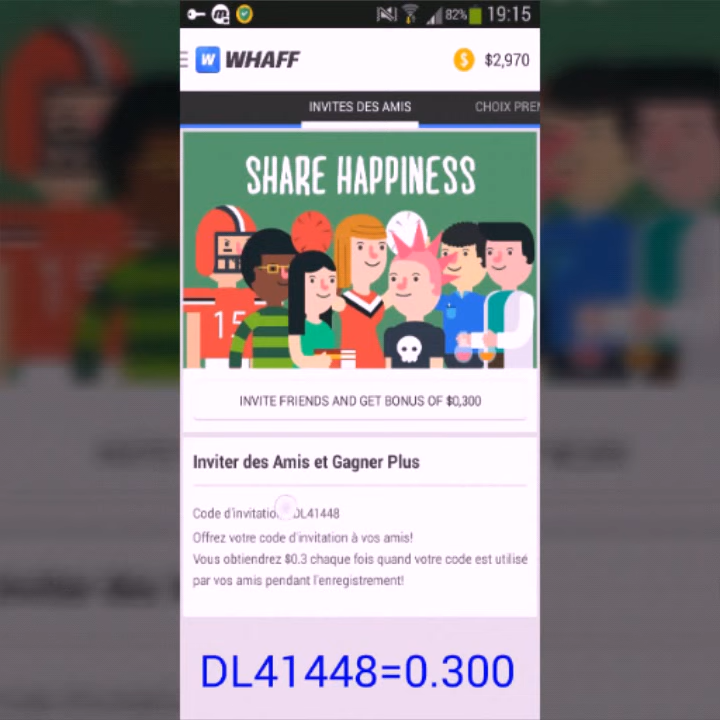 82% 19:15
W WHAFF $ $2,970
INVITES DES AMIS CHOIX PREM
SHARE HAPPINESS
15
INVITE FRIENDS AND GET BONUS OF $0,300
Inviter des Amis et Gagner Plus
Code d'invitation DL41448
Offrez votre code d'invitation à vos amis!
Vous obtiendrez $0.3 chaque fois quand votre code est utilisé
par vos amis pendant l'enregistrement!
DL41448=0.300